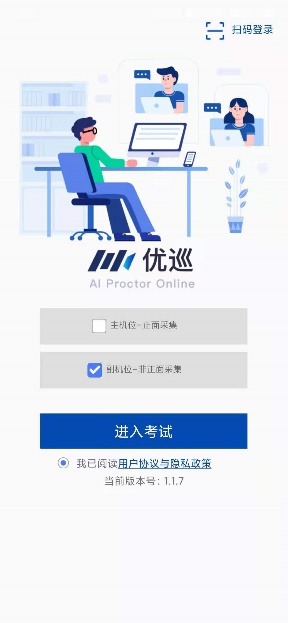 扫码登录
优巡
AI Proctor Online
主机位-正面采集
副机位-非正面采集
进入考试
我已阅读用户协议与隐私政策
当前版本号: 1.1.7